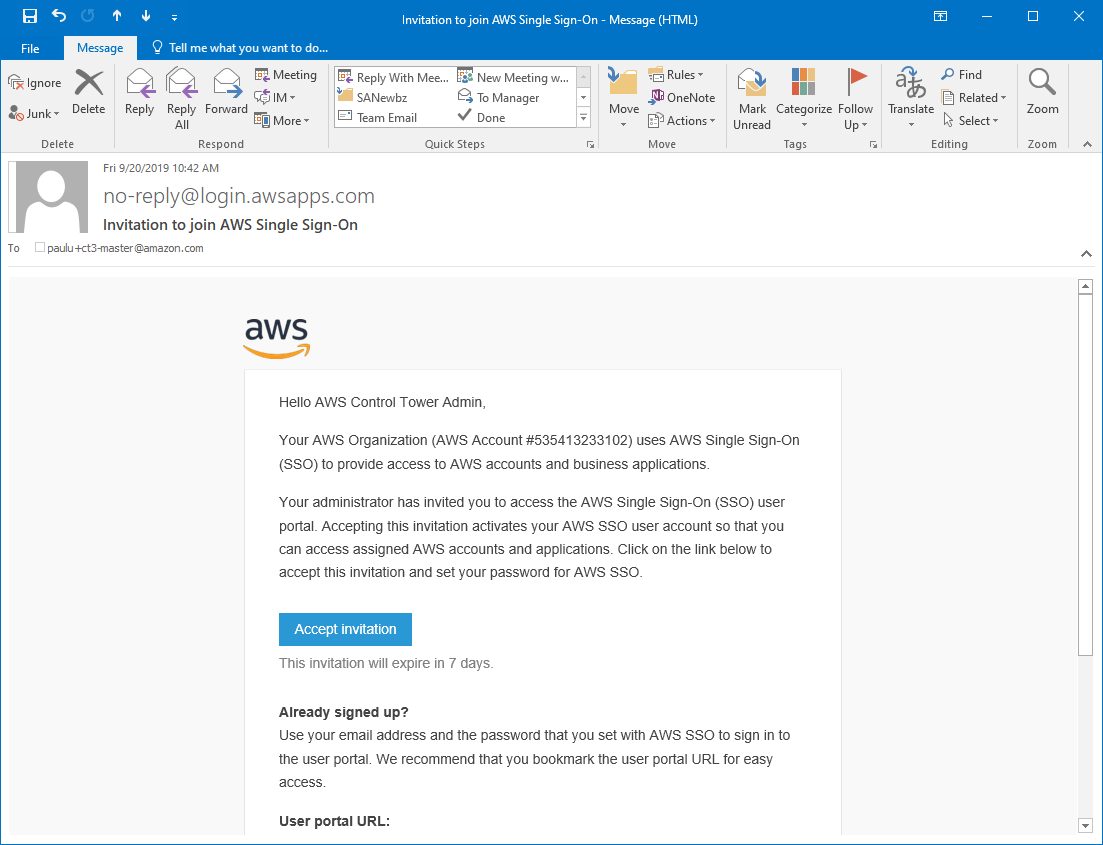 Invitation to join AWS Single Sign-On - Message (HTML)
File
Message
Tell me what you want to do...
Ignore
Junk
Delete
Delete
Reply
Reply All
Forward
Meeting
IM
More
Respond
Reply With Mee...
SANewbz
Team Email
New Meeting w...
To Manager
Done
Quick Steps
Move
Rules
OneNote
Actions
Move
Mark Unread
Categorize
Follow Up
Tags
Translate
Find
Related
Select
Editing
Zoom
Zoom
Fri 9/20/2019 10:42 AM
no-reply@login.awsapps.com
Invitation to join AWS Single Sign-On
To paulu+ct3-master@amazon.com
aws
Hello AWS Control Tower Admin,
Your AWS Organization (AWS Account #535413233102) uses AWS Single Sign-On
(SSO) to provide access to AWS accounts and business applications.
Your administrator has invited you to access the AWS Single Sign-On (SSO) user
portal. Accepting this invitation activates your AWS SSO user account so that you
can access assigned AWS accounts and applications. Click on the link below to
accept this invitation and set your password for AWS SSO.
Accept invitation
This invitation will expire in 7 days.
Already signed up?
Use your email address and the password that you set with AWS SSO to sign in to
the user portal. We recommend that you bookmark the user portal URL for easy
access.
User portal URL: